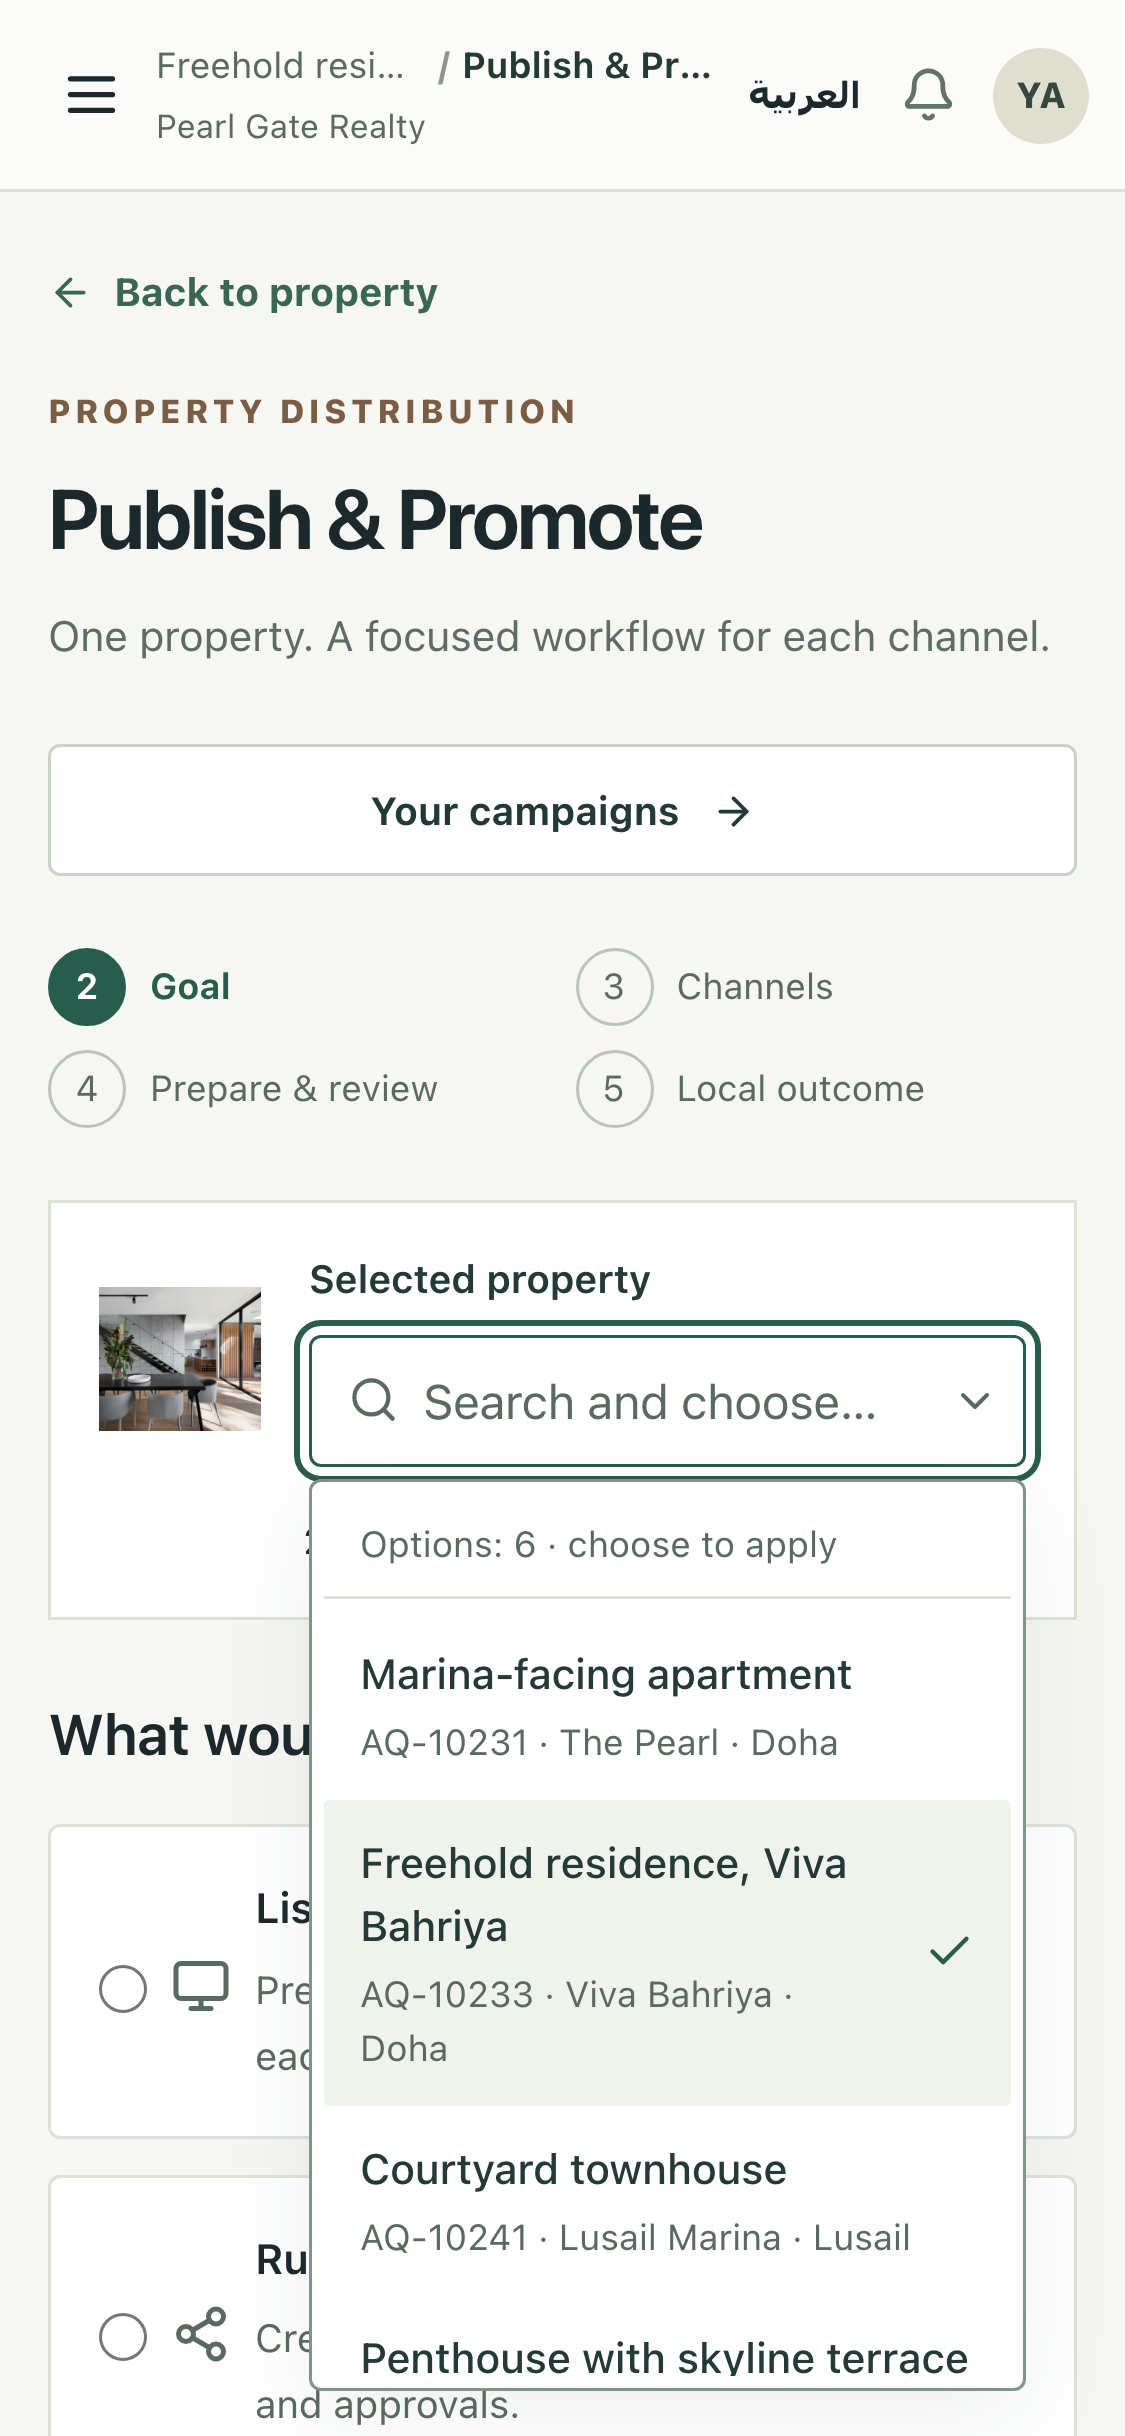 Freehold resi... / Publish & Pr...
Pearl Gate Realty
العربية
YA
Back to property
PROPERTY DISTRIBUTION
Publish & Promote
One property. A focused workflow for each channel.
Your campaigns
2 Goal
3 Channels
4 Prepare & review
5 Local outcome
Selected property
Search and choose...
Options: 6 · choose to apply
Marina-facing apartment
AQ-10231 · The Pearl · Doha
Freehold residence, Viva
Bahriya
AQ-10233 · Viva Bahriya ·
Doha
Courtyard townhouse
AQ-10241 · Lusail Marina · Lusail
Penthouse with skyline terrace
What wou
Lis
Pre
eac
Ru
Cre
and approvals.